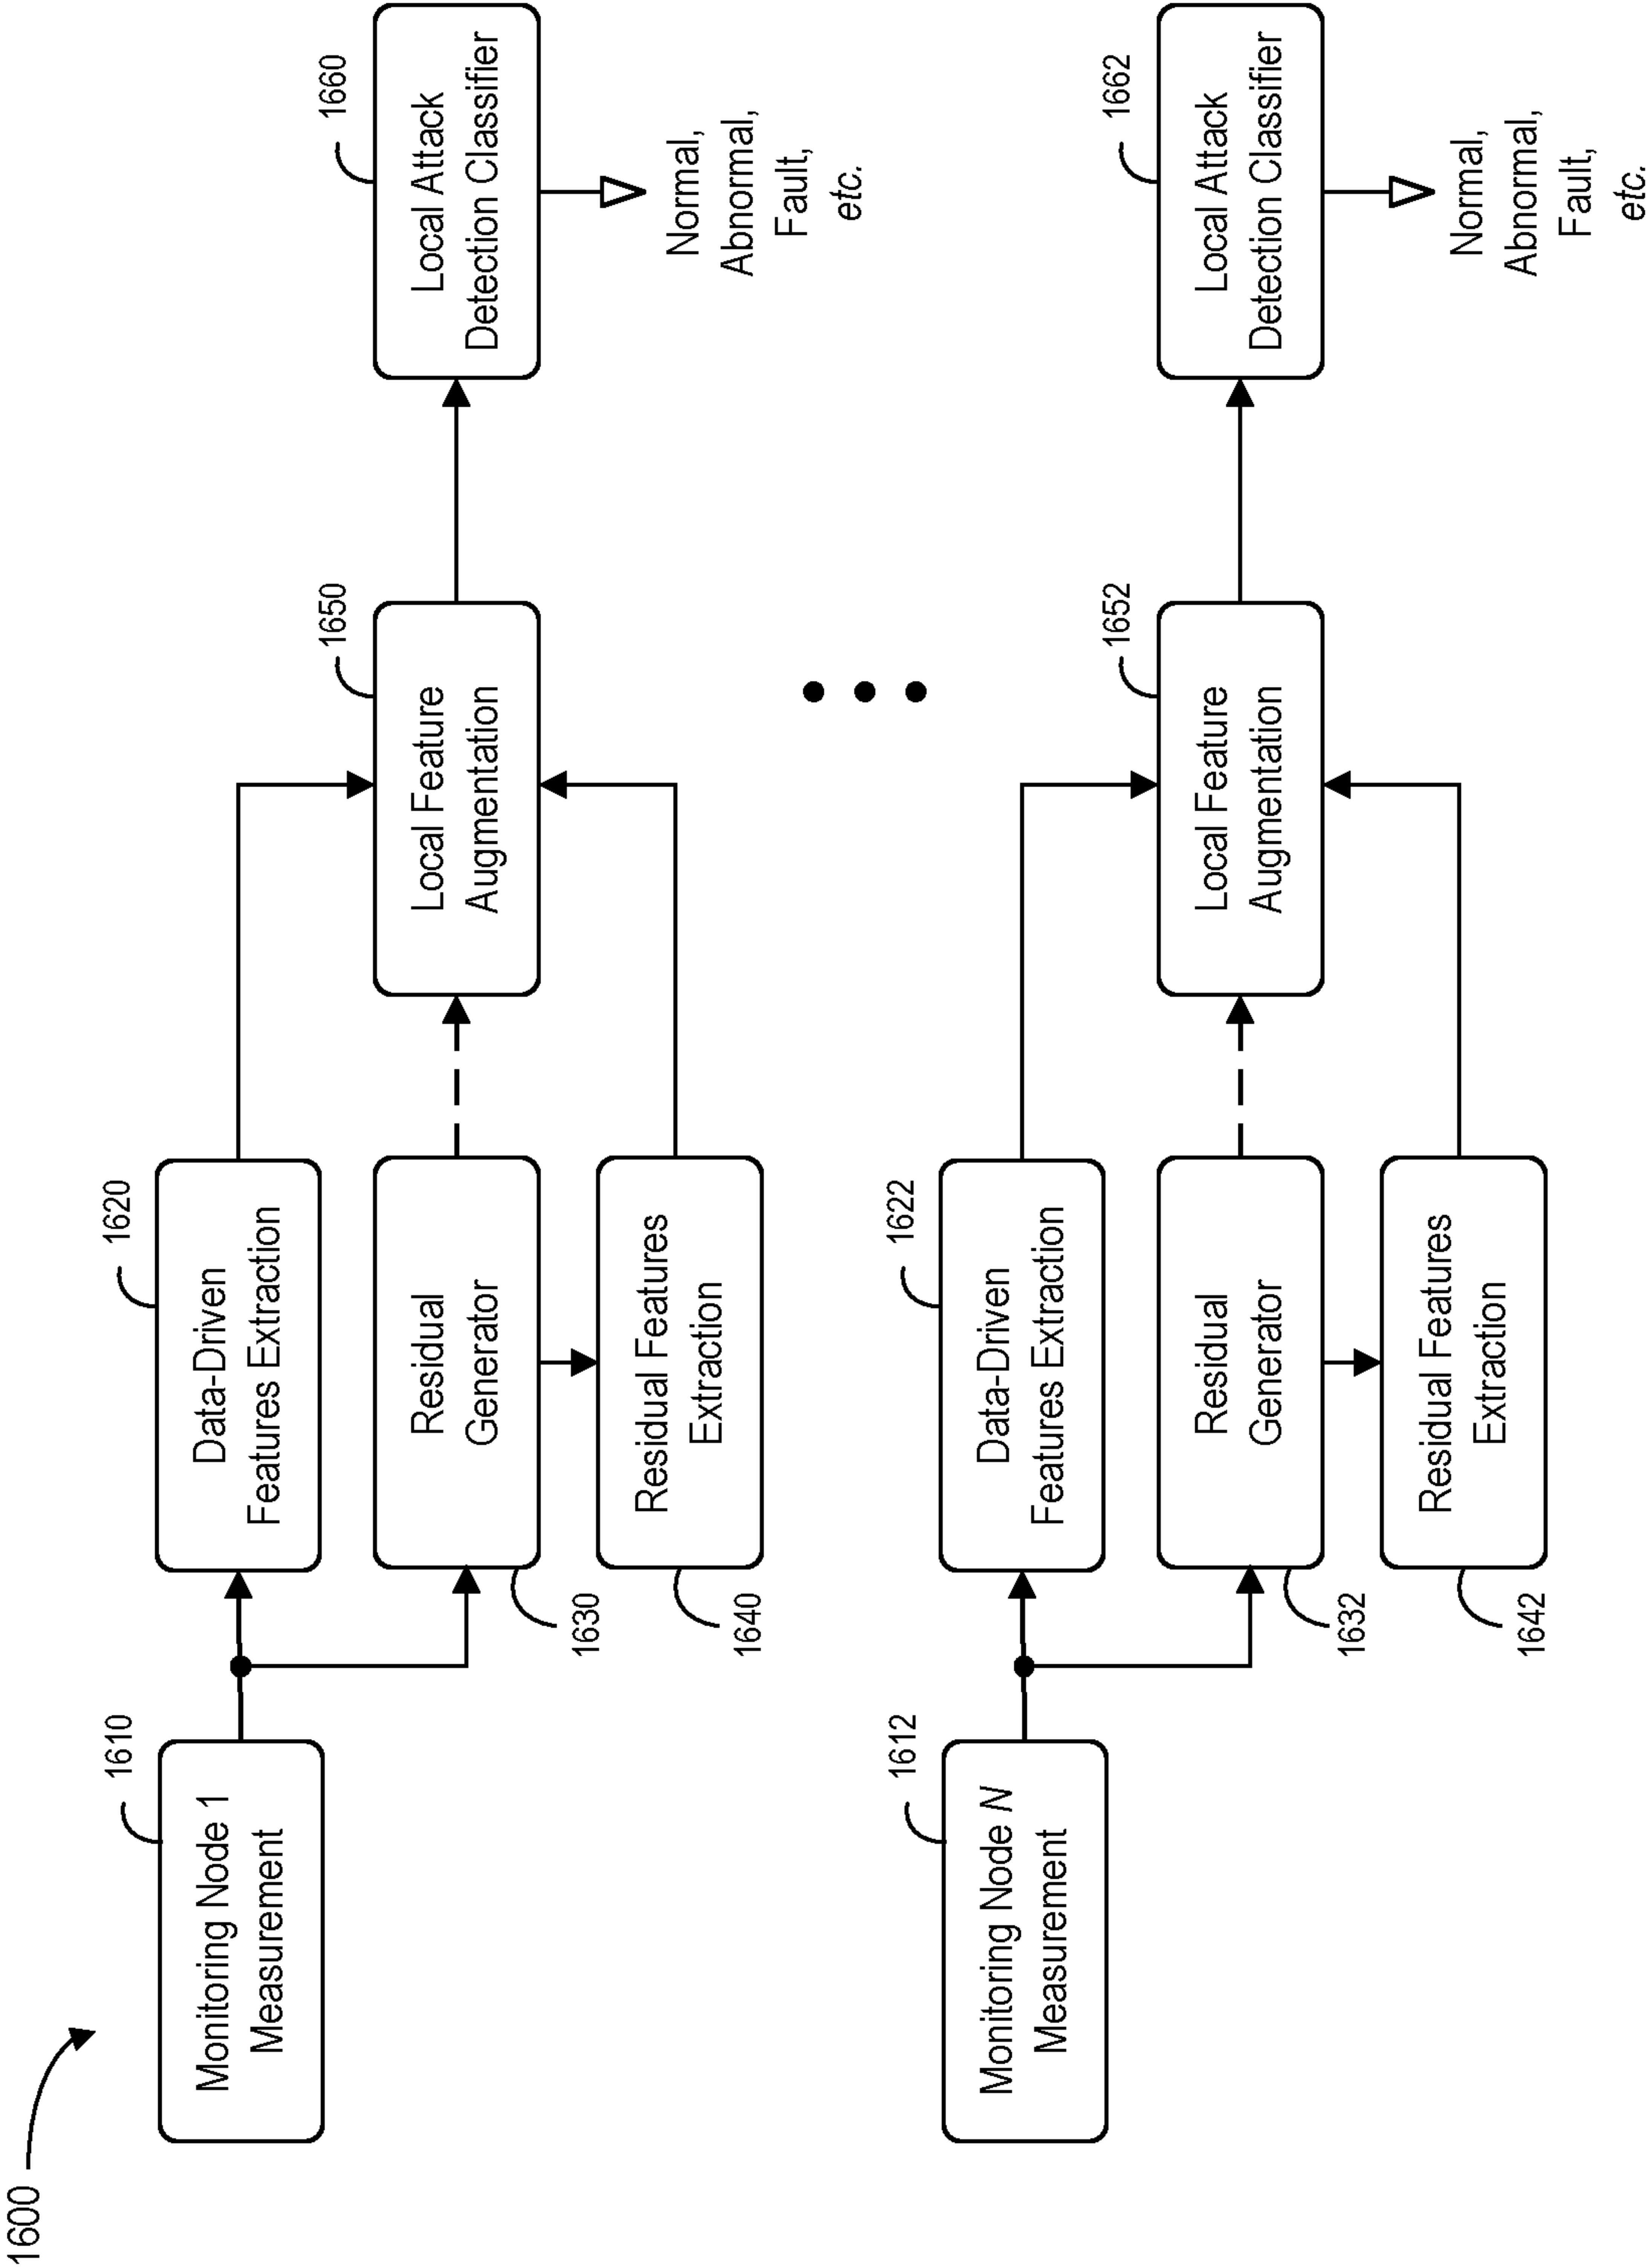 1600
1610
Monitoring Node 1
Measurement
1620
Data-Driven
Features Extraction
Residual
Generator
1630
Residual Features
Extraction
1640
1650
Local Feature
Augmentation
1660
Local Attack
Detection Classifier
Normal,
Abnormal,
Fault,
etc.
1612
Monitoring Node N
Measurement
1622
Data-Driven
Features Extraction
Residual
Generator
1632
Residual Features
Extraction
1642
1652
Local Feature
Augmentation
1662
Local Attack
Detection Classifier
Normal,
Abnormal,
Fault,
etc.